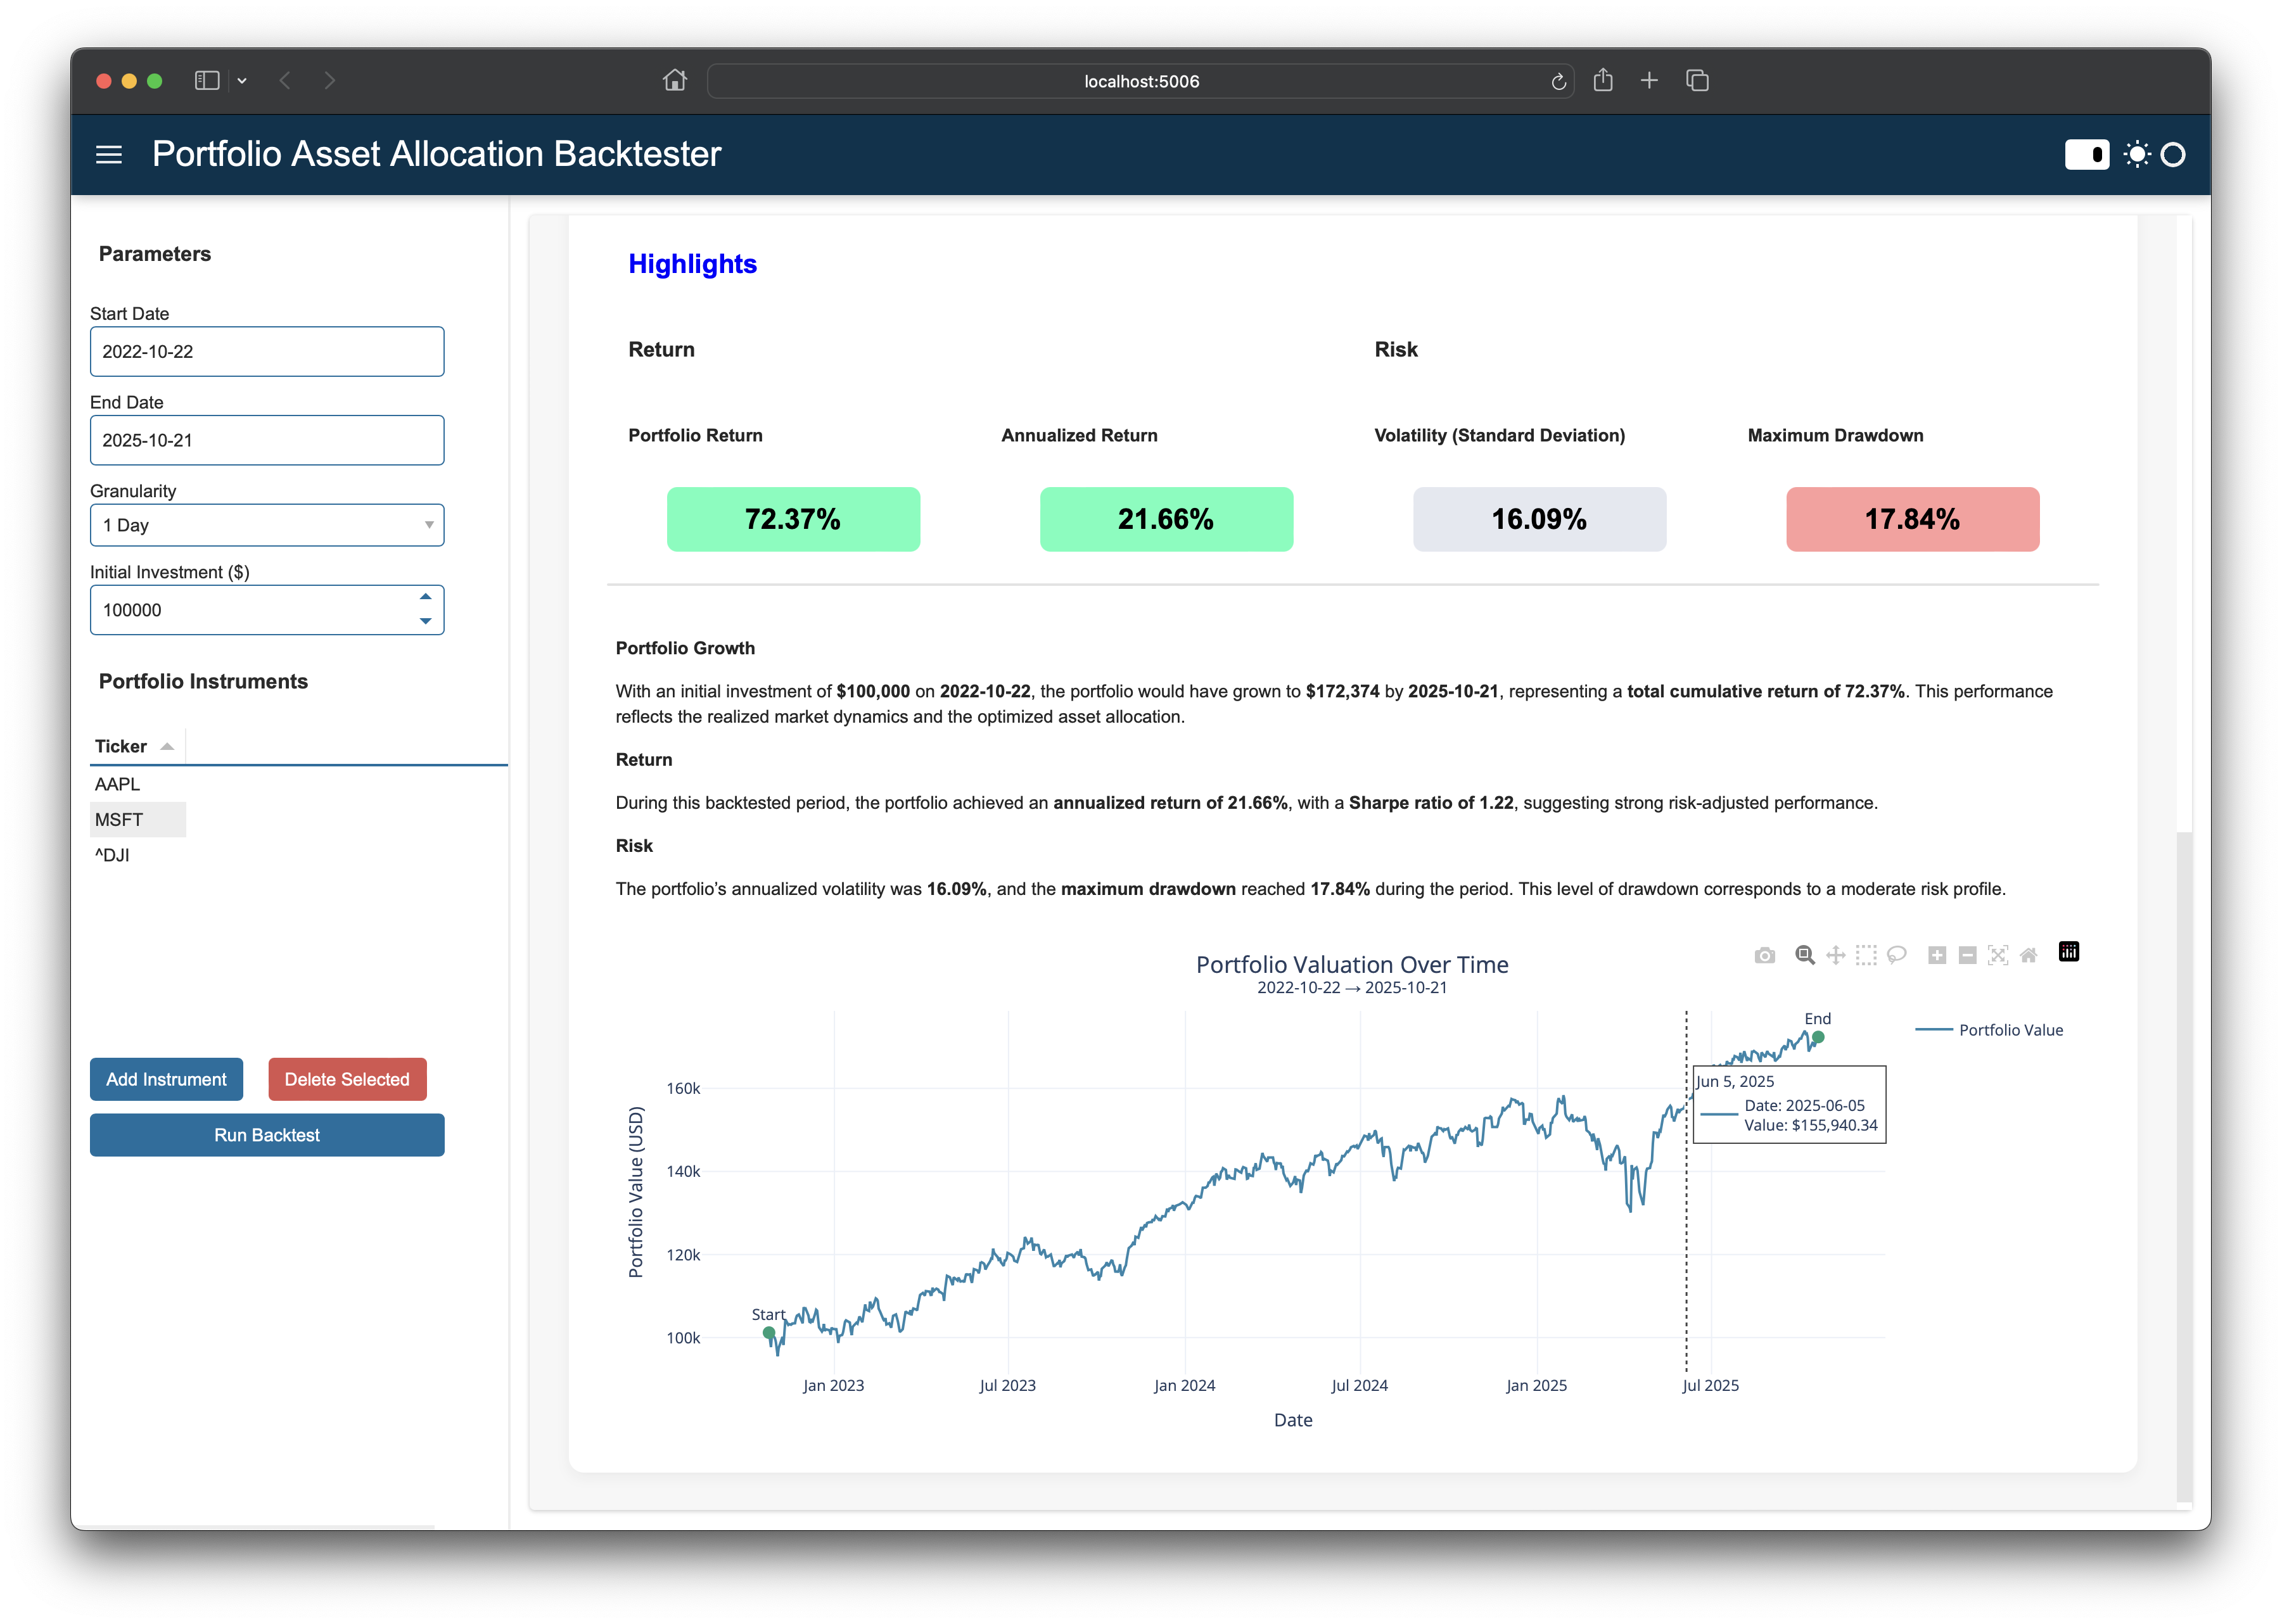 localhost:5006
Portfolio Asset Allocation Backtester
Parameters
Start Date
2022-10-22
End Date
2025-10-21
Granularity
1 Day
Initial Investment ($)
100000
Portfolio Instruments
Ticker
AAPL
MSFT
^DJI
Add Instrument
Delete Selected
Run Backtest
Highlights
Return
Risk
Portfolio Return
Annualized Return
Volatility (Standard Deviation)
Maximum Drawdown
72.37%
21.66%
16.09%
17.84%
Portfolio Growth
With an initial investment of $100,000 on 2022-10-22, the portfolio would have grown to $172,374 by 2025-10-21, representing a total cumulative return of 72.37%. This performance
reflects the realized market dynamics and the optimized asset allocation.
Return
During this backtested period, the portfolio achieved an annualized return of 21.66%, with a Sharpe ratio of 1.22, suggesting strong risk-adjusted performance.
Risk
The portfolio’s annualized volatility was 16.09%, and the maximum drawdown reached 17.84% during the period. This level of drawdown corresponds to a moderate risk profile.
Portfolio Valuation Over Time
2022-10-22 → 2025-10-21
End
Portfolio Value
Jun 5, 2025
Date: 2025-06-05
Value: $155,940.34
Start
Portfolio Value (USD)
160k
140k
120k
100k
Jan 2023
Jul 2023
Jan 2024
Jul 2024
Jan 2025
Jul 2025
Date